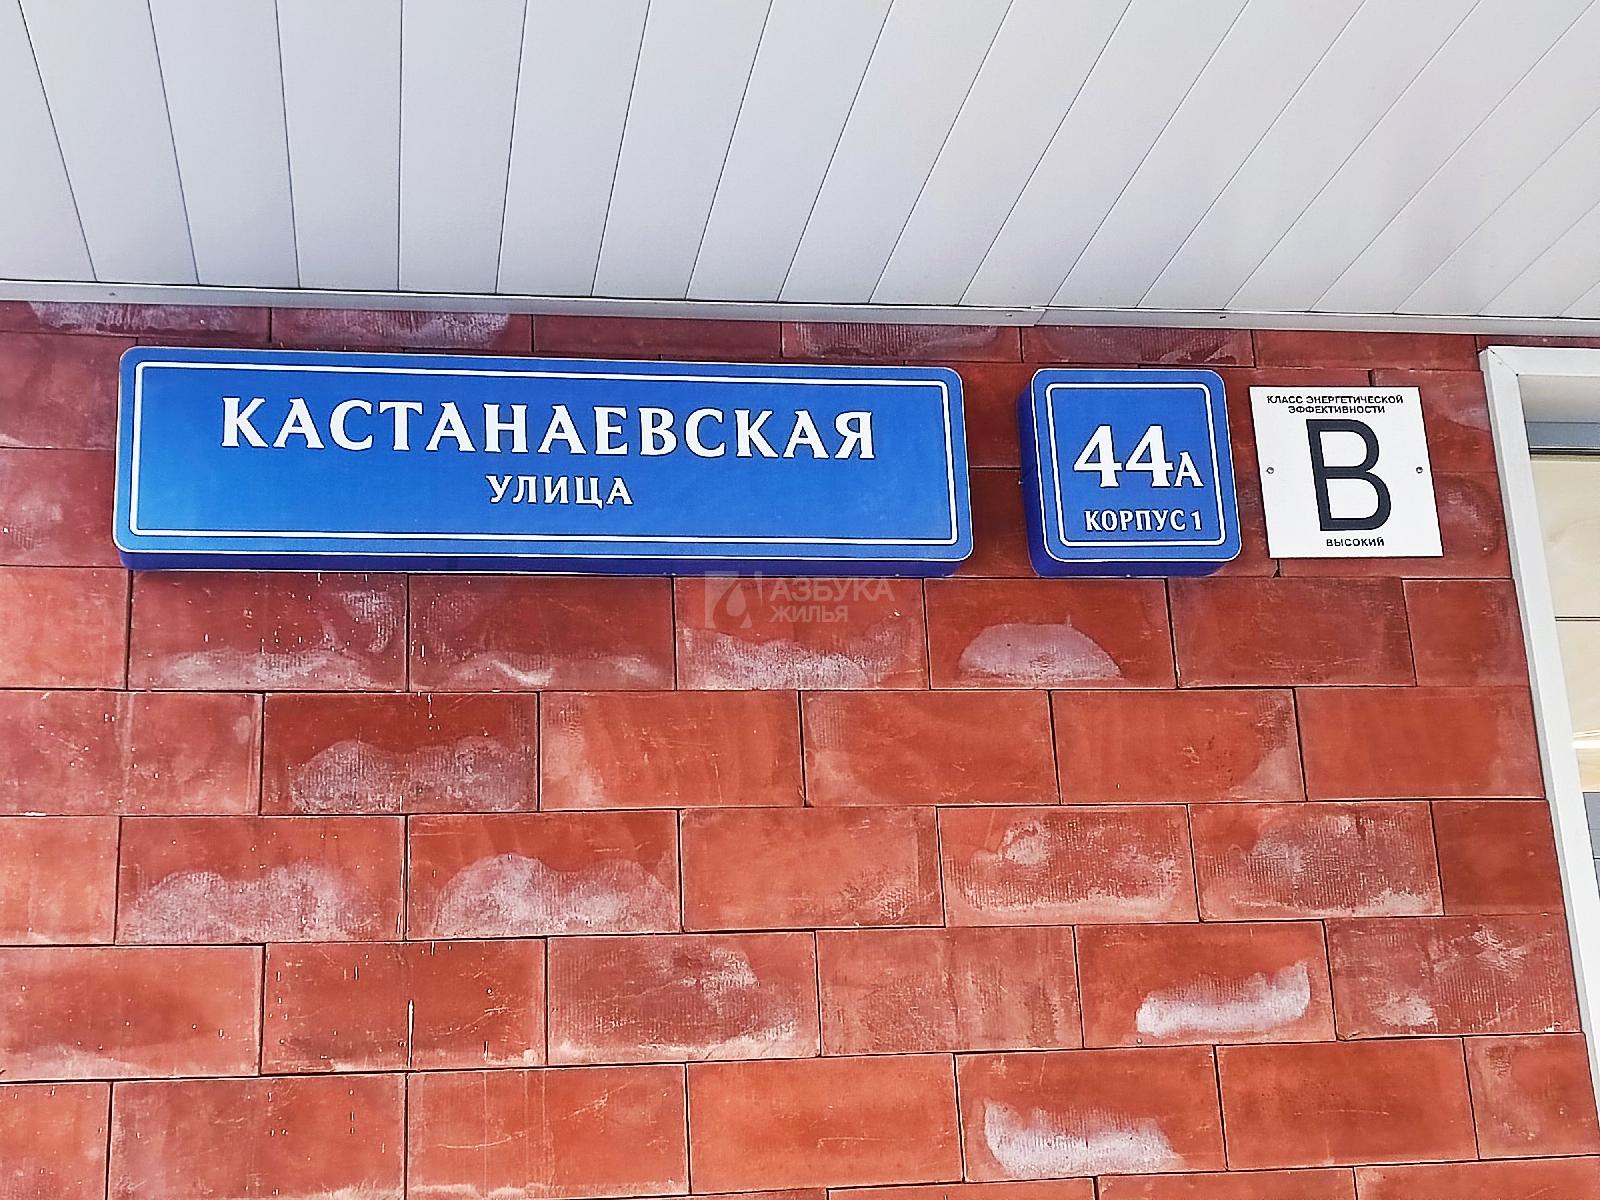 КАСТАНАЕВСКАЯ
УЛИЦА
44А
КОРПУС 1
КЛАСС ЭНЕРГЕТИЧЕСКОЙ
ЭФФЕКТИВНОСТИ
B
ВЫСОКИЙ
АЗБУКА
ЖИЛЬЯ